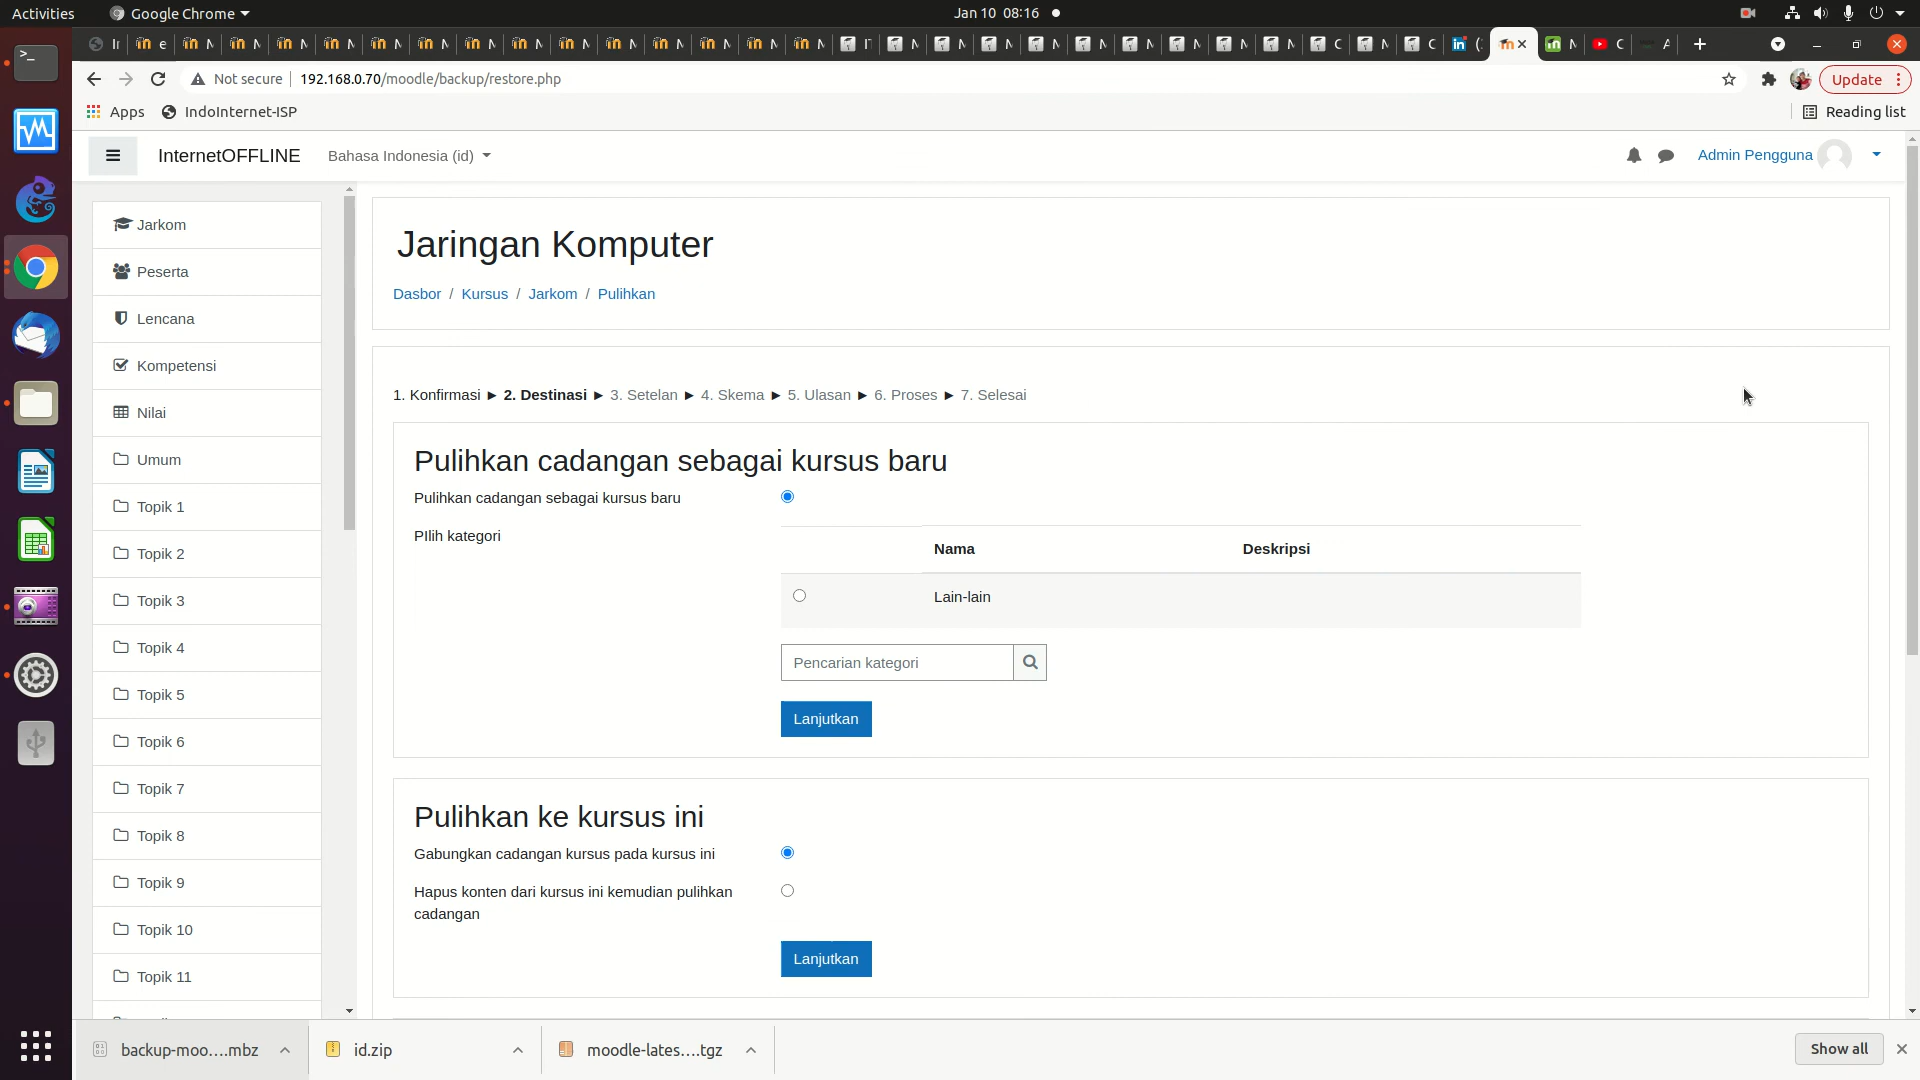 Activities
Google Chrome
Jan 10 08:16
Not secure
192.168.0.70/moodle/backup/restore.php
Update
Apps
IndoInternet-ISP
Reading list
InternetOFFLINE
Bahasa Indonesia (id)
Admin Pengguna
Jarkom
Peserta
Lencana
Kompetensi
Nilai
Umum
Topik 1
Topik 2
Topik 3
Topik 4
Topik 5
Topik 6
Topik 7
Topik 8
Topik 9
Topik 10
Topik 11
Jaringan Komputer
Dasbor / Kursus / Jarkom / Pulihkan
1. Konfirmasi ► 2. Destinasi ► 3. Setelan ► 4. Skema ► 5. Ulasan ► 6. Proses ► 7. Selesai
Pulihkan cadangan sebagai kursus baru
Pulihkan cadangan sebagai kursus baru
PIlih kategori
Nama
Deskripsi
Lain-lain
Pencarian kategori
Lanjutkan
Pulihkan ke kursus ini
Gabungkan cadangan kursus pada kursus ini
Hapus konten dari kursus ini kemudian pulihkan
cadangan
Lanjutkan
backup-moo....mbz
id.zip
moodle-lates....tgz
Show all